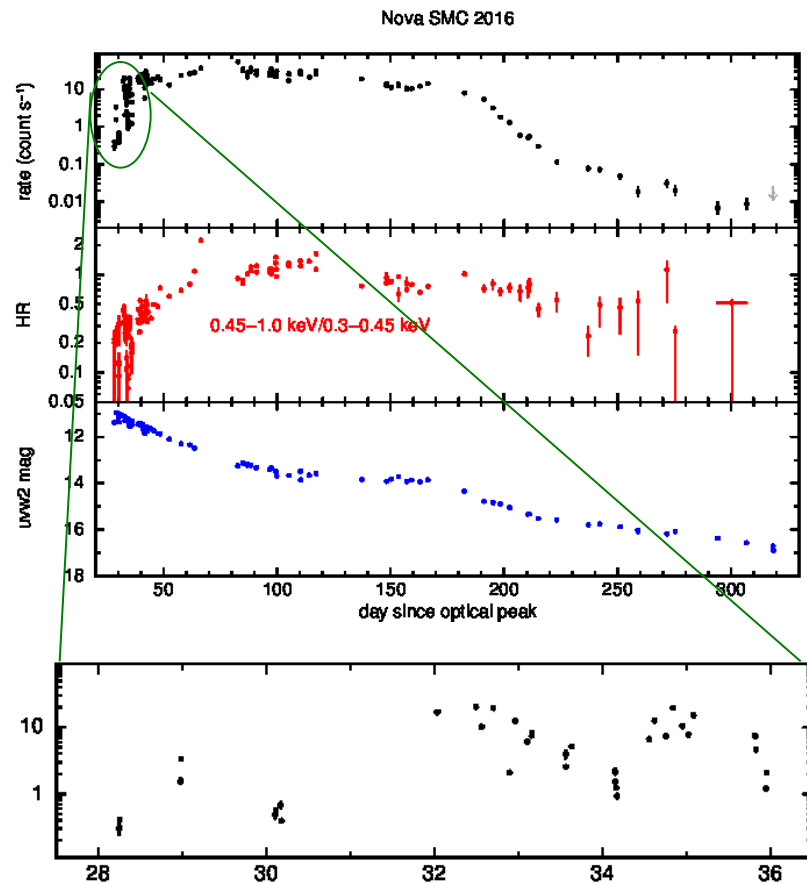 Nova SMC 2016
rate (count s⁻¹)
10
1
0.1
0.01
HR
2
1
0.5
0.2
0.1
0.05
0.45–1.0 keV/0.3–0.45 keV
uvw2 mag
12
14
16
18
50 100 150 200 250 300
day since optical peak
10
1
28 30 32 34 36